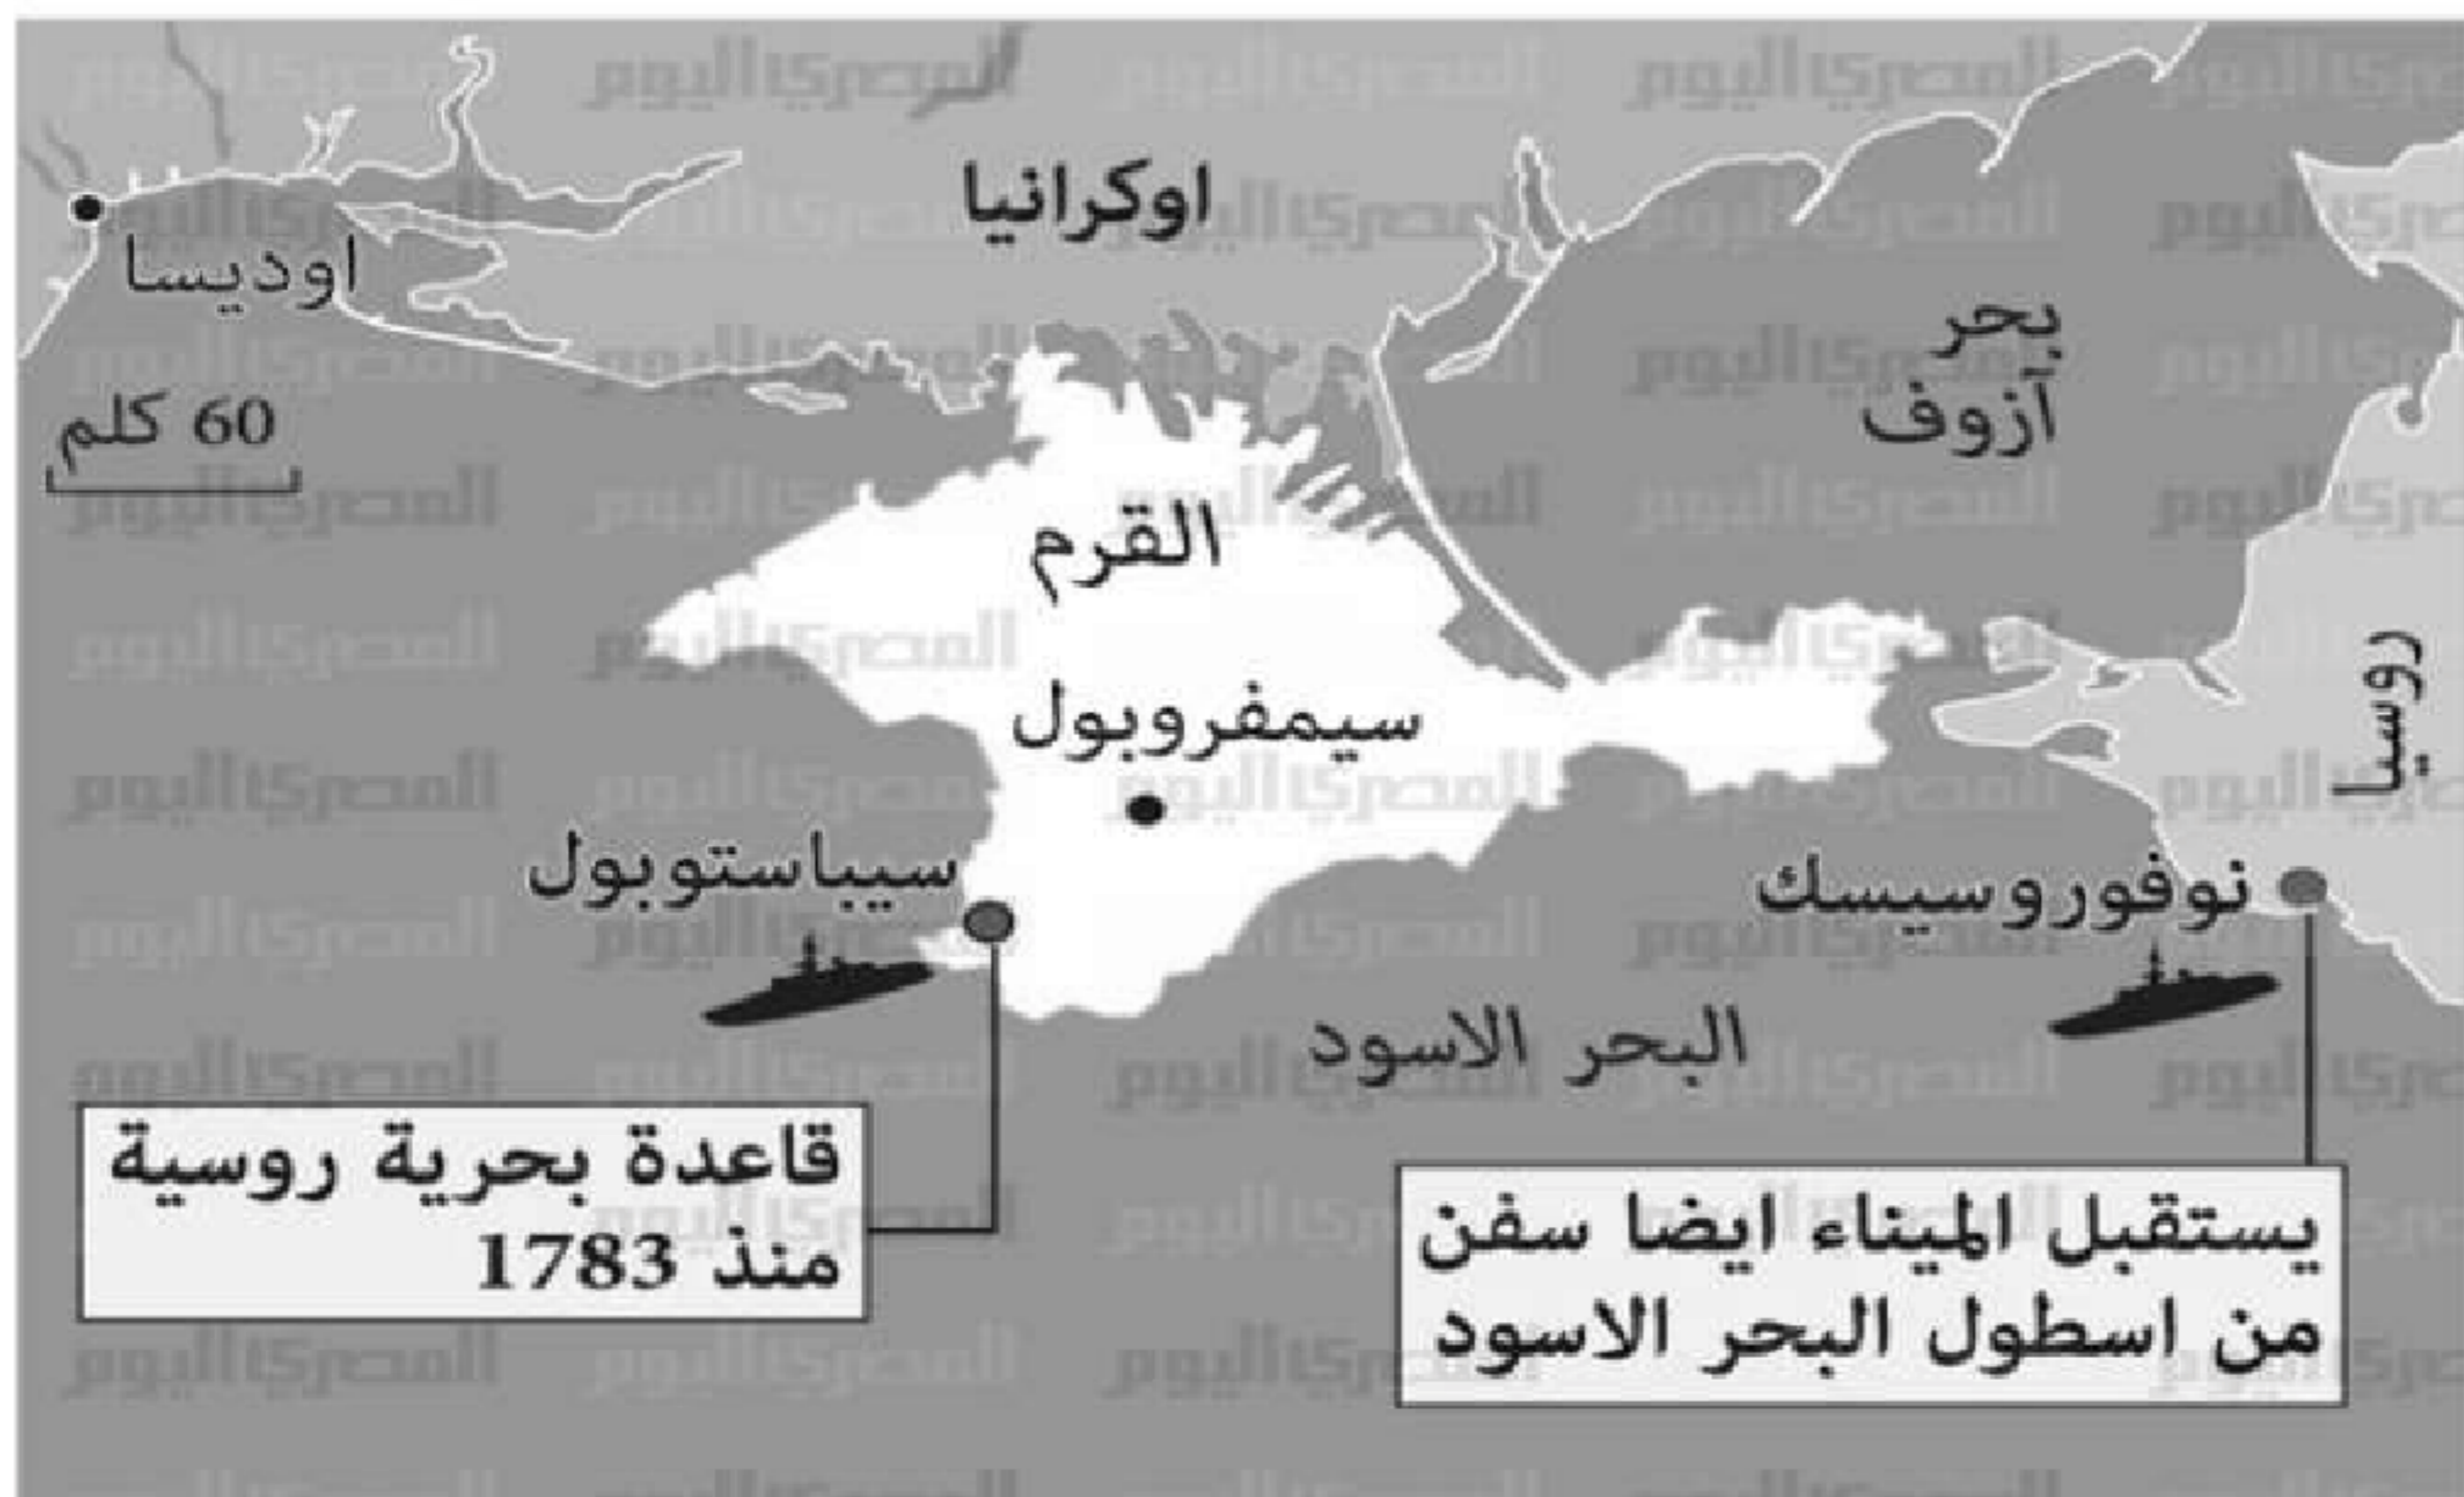 اوكرانيا
اوديسا
60 كلم
بحر
آزوف
القرم
روسيا
سيمفروبول
سيباستوبول
نوفوروسيسك
البحر الاسود
قاعدة بحرية روسية
منذ 1783
يستقبل الميناء ايضا سفن
من اسطول البحر الاسود
المصري اليوم